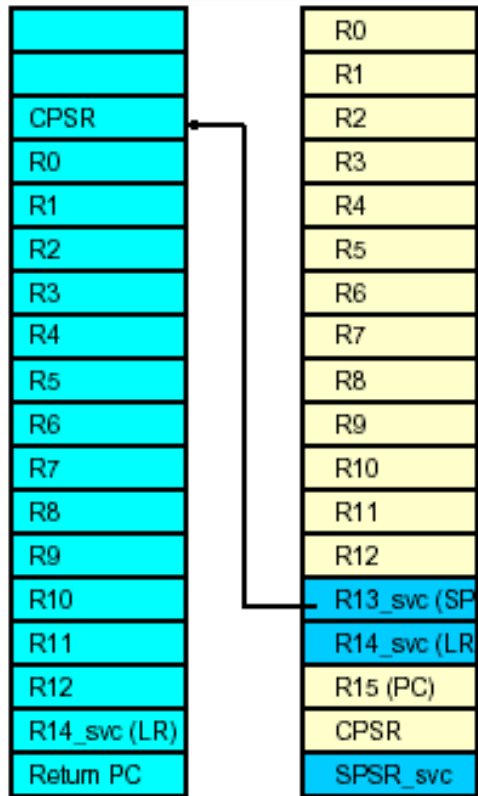 CPSR
R0
R1
R2
R3
R4
R5
R6
R7
R8
R9
R10
R11
R12
R14_svc (LR)
Return PC
R0
R1
R2
R3
R4
R5
R6
R7
R8
R9
R10
R11
R12
R13_svc (SP
R14_svc (LR
R15 (PC)
CPSR
SPSR_svc